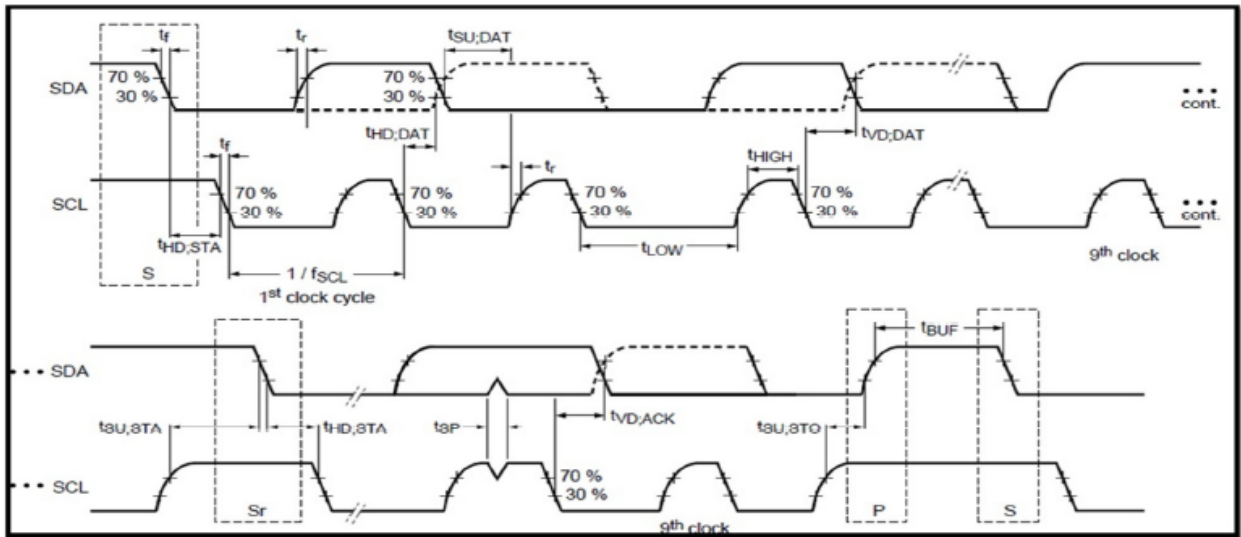 tf tr tSU;DAT
SDA 70 % 30 % 70 % 30 % cont.
tHD;DAT tVD;DAT
tf tr tHIGH
SCL 70 % 30 % 70 % 30 % 70 % 30 % 70 % 30 % cont.
tHD;STA tLOW
S 1 / fSCL 9th clock
1st clock cycle
tBUF
SDA
tSU;STA tHD;STA tSP tVD;ACK tSU;STO
SCL 70 % 30 %
Sr P S
9th clock